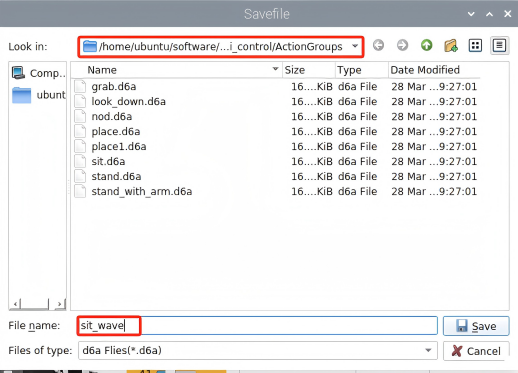 Savefile
Look in: /home/ubuntu/software/...i_control/ActionGroups
Comp...
ubunt
Name Size Type Date Modified
grab.d6a 16....KiB d6a File 28 Mar ...9:27:01
look_down.d6a 16....KiB d6a File 28 Mar ...9:27:01
nod.d6a 16....KiB d6a File 28 Mar ...9:27:01
place.d6a 16....KiB d6a File 28 Mar ...9:27:01
place1.d6a 16....KiB d6a File 28 Mar ...9:27:01
sit.d6a 16....KiB d6a File 28 Mar ...9:27:01
stand.d6a 16....KiB d6a File 28 Mar ...9:27:01
stand_with_arm.d6a 16....KiB d6a File 28 Mar ...9:27:01
File name: sit_wave Save
Files of type: d6a Flies(*.d6a) Cancel